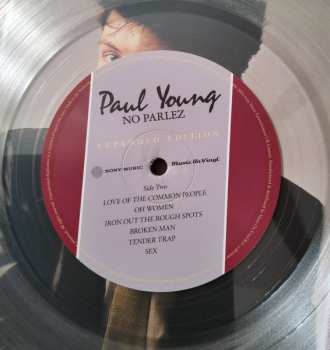 Paul Young
NO PARLEZ
EXPANDED EDITION
SONY MUSIC Music On Vinyl
Side Two
LOVE OF THE COMMON PEOPLE
OH WOMEN
IRON OUT THE ROUGH SPOTS
BROKEN MAN
TENDER TRAP
SEX